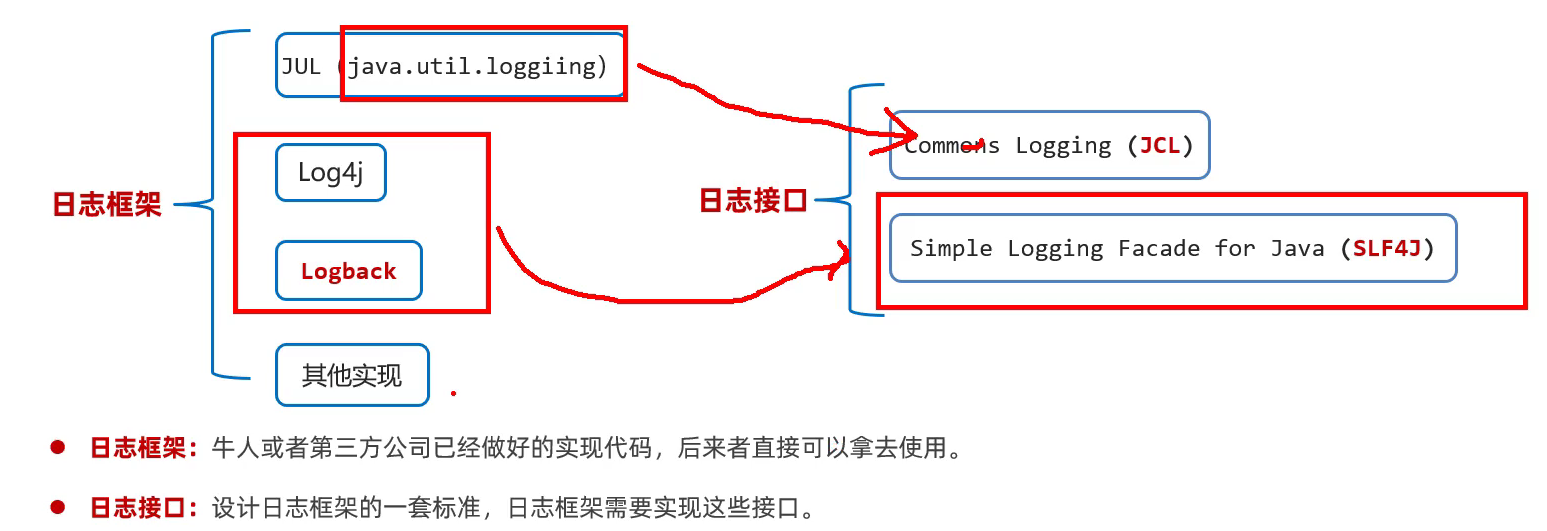 日志框架
JUL (java.util.loggiing)
Log4j
Logback
其他实现
日志接口
Commons Logging (JCL)
Simple Logging Facade for Java (SLF4J)
日志框架：牛人或者第三方公司已经做好的实现代码，后来者直接可以拿去使用。
日志接口：设计日志框架的一套标准，日志框架需要实现这些接口。